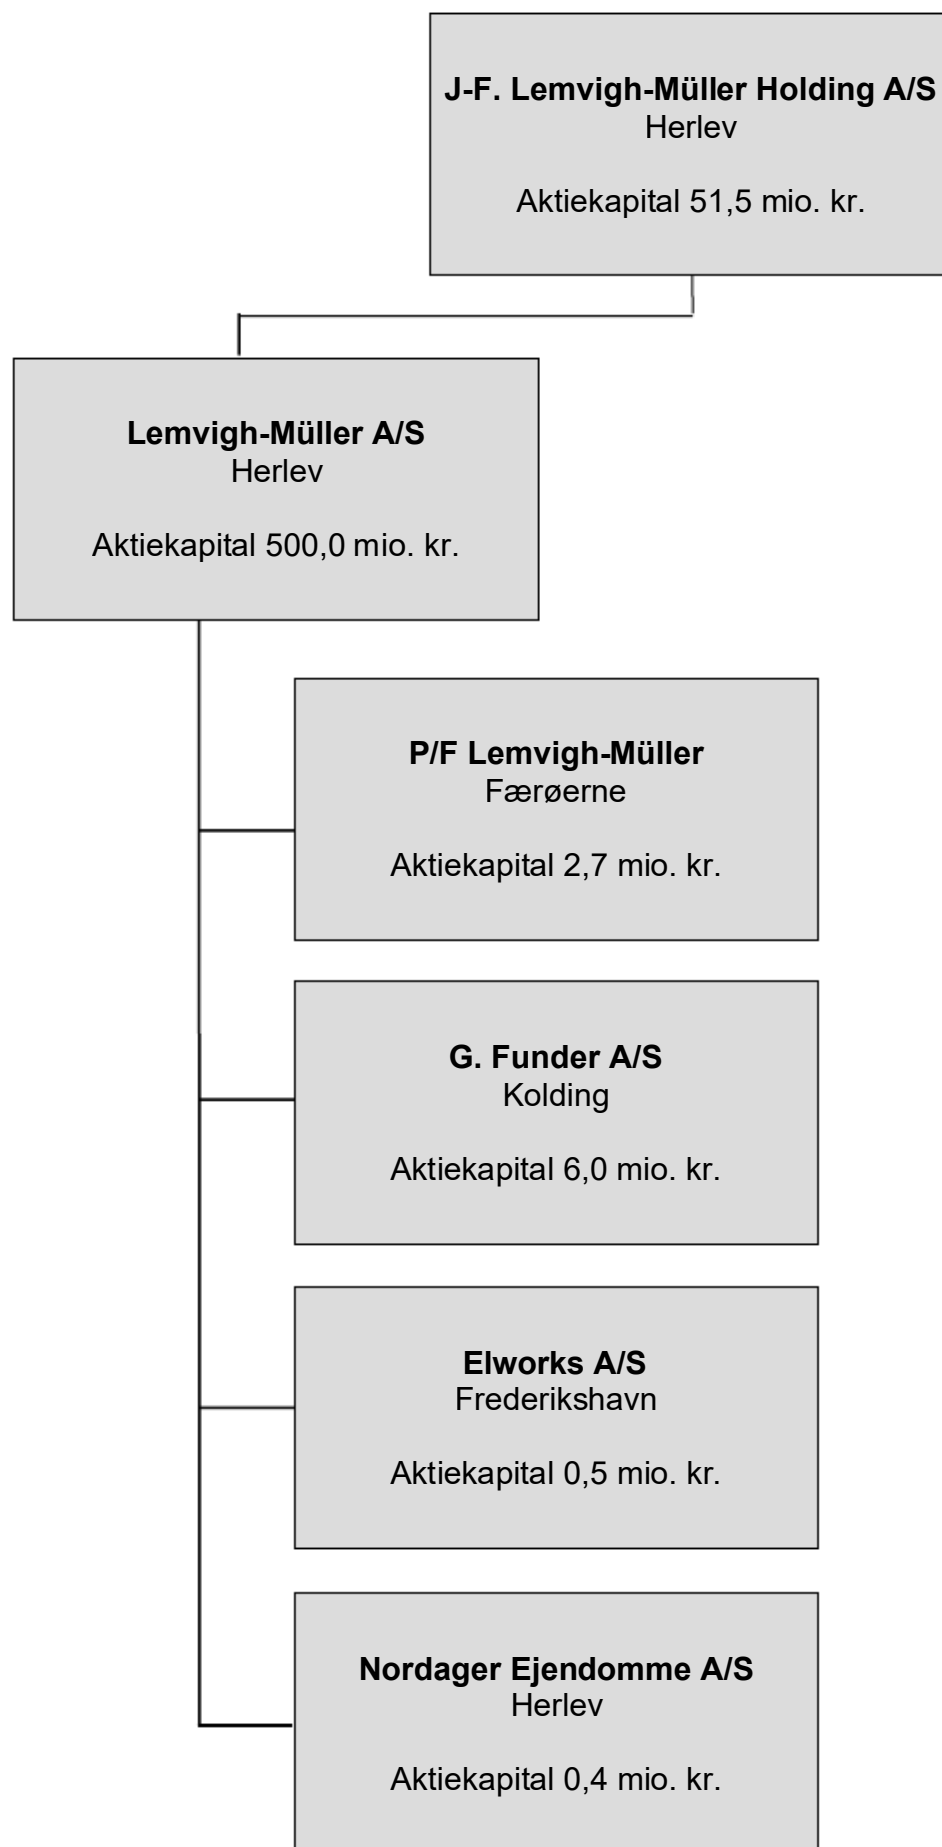 J-F. Lemvigh-Müller Holding A/S
Herlev
Aktiekapital 51,5 mio. kr.
Lemvigh-Müller A/S
Herlev
Aktiekapital 500,0 mio. kr.
P/F Lemvigh-Müller
Færøerne
Aktiekapital 2,7 mio. kr.
G. Funder A/S
Kolding
Aktiekapital 6,0 mio. kr.
Elworks A/S
Frederikshavn
Aktiekapital 0,5 mio. kr.
Nordager Ejendomme A/S
Herlev
Aktiekapital 0,4 mio. kr.